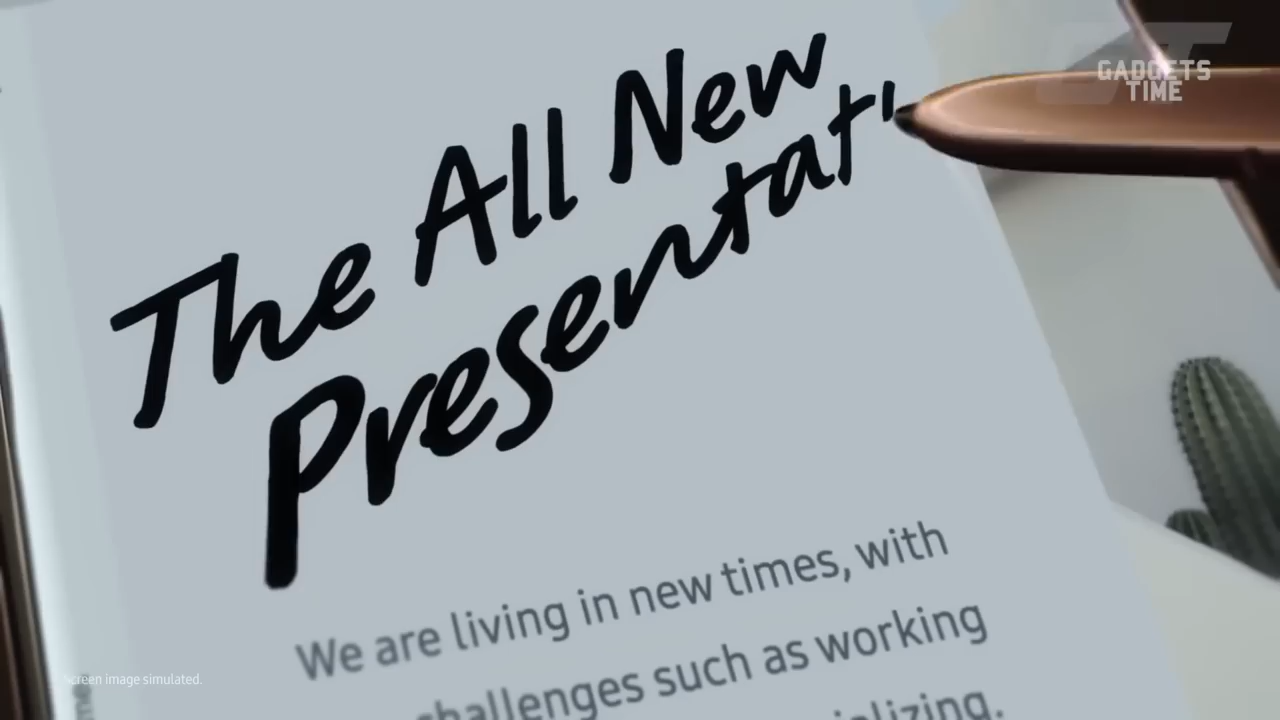 GADGETS
TIME
The All New
Presentati
We are living in new times, with
challenges such as working
Screen image simulated.